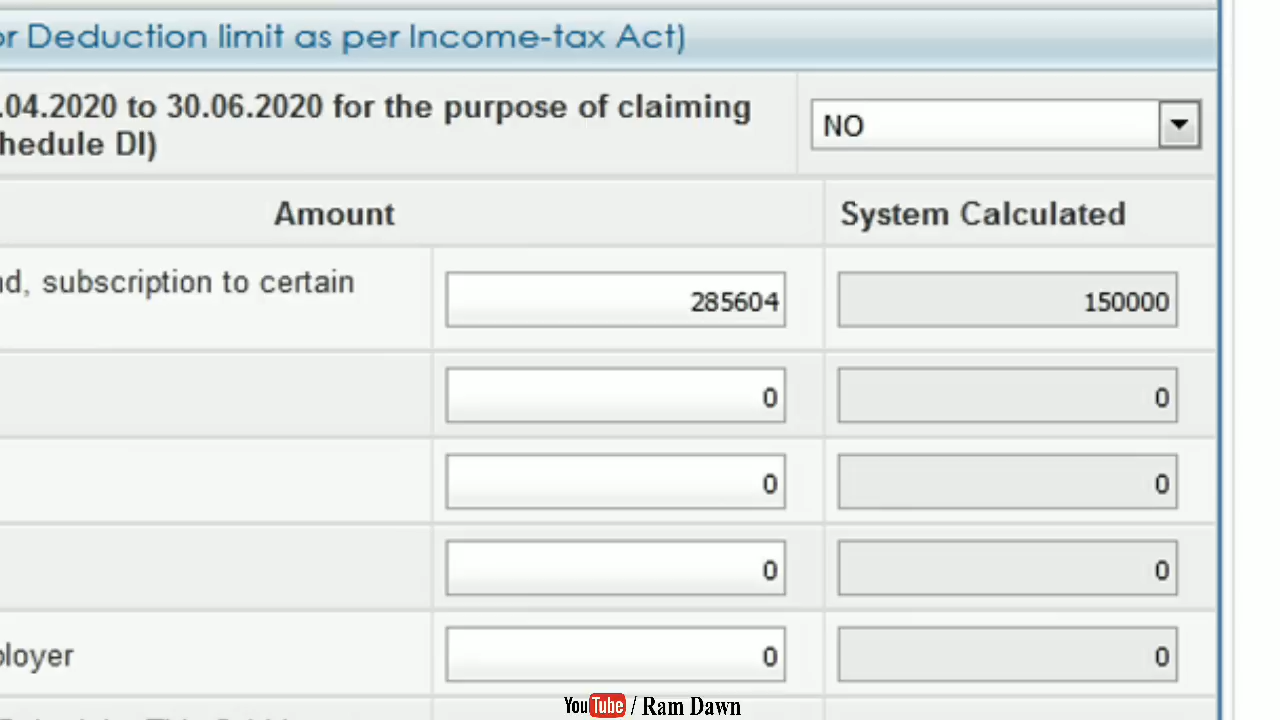 or Deduction limit as per Income-tax Act)
.04.2020 to 30.06.2020 for the purpose of claiming
hedule DI)
NO
Amount
System Calculated
nd, subscription to certain
285604
150000
0
0
0
0
0
0
ployer
0
0
YouTube / Ram Dawn